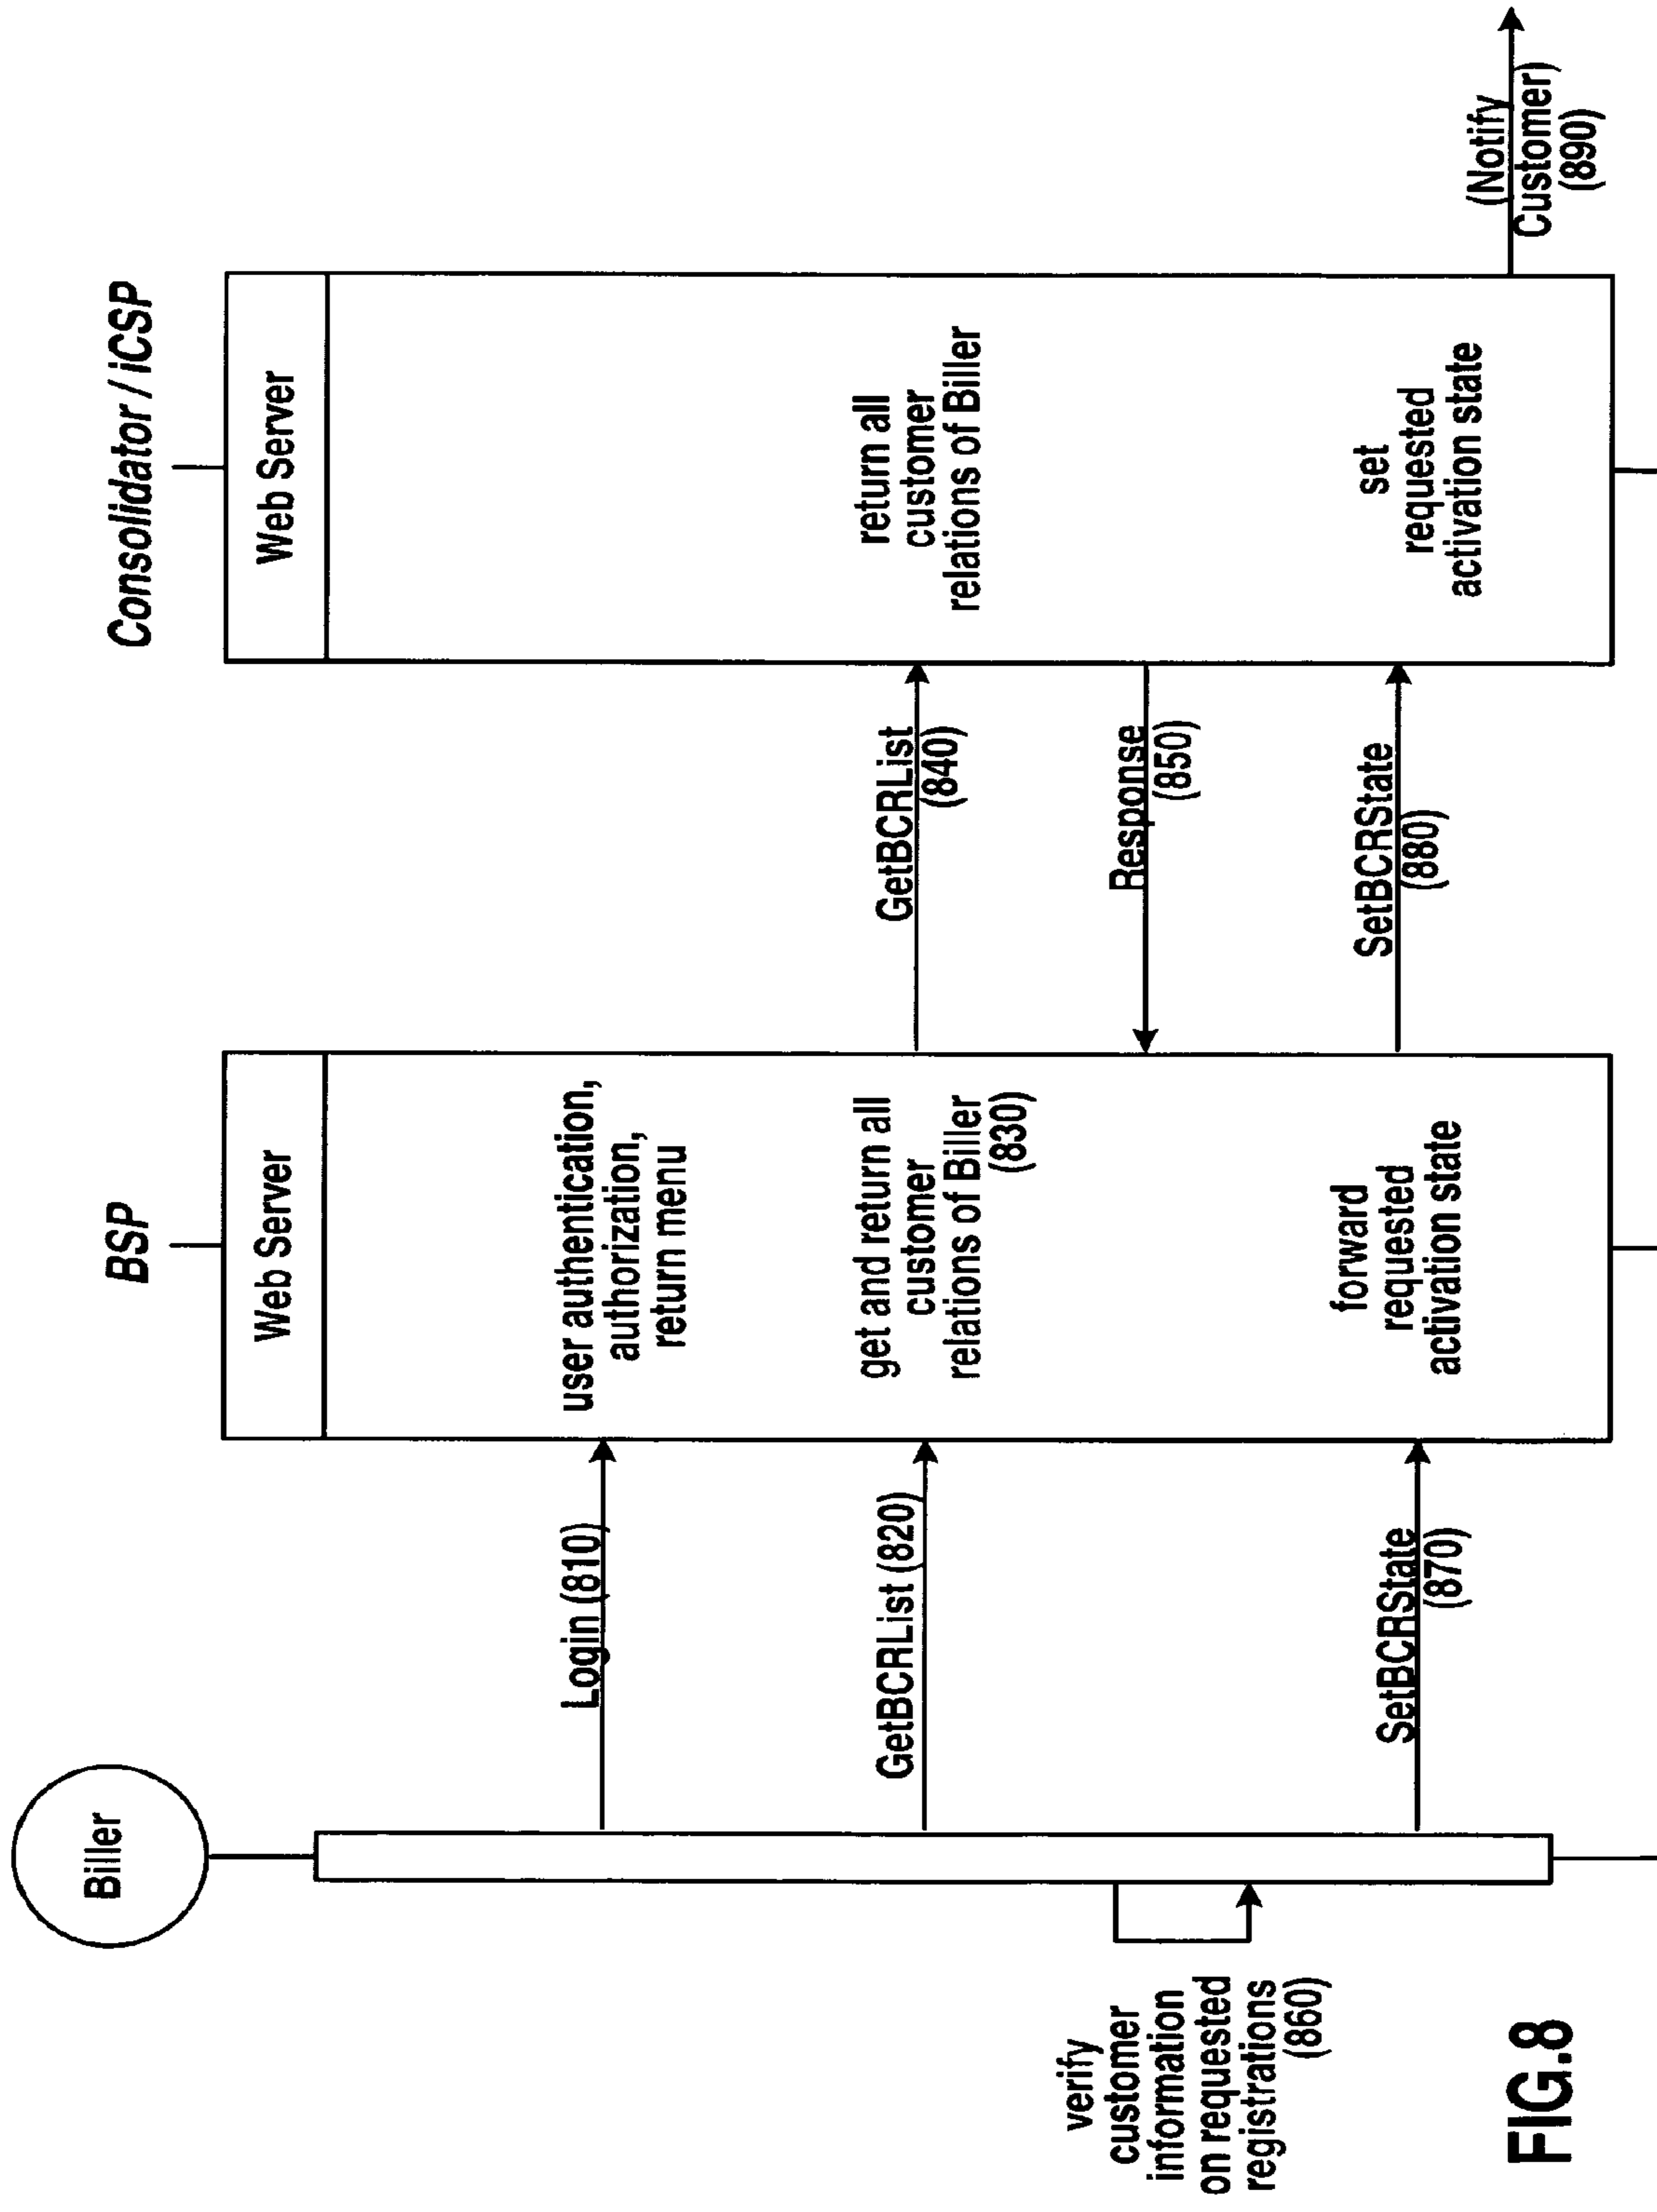 Biller
BSP
Consolidator / iCSP
Web Server
Web Server
Login (810)
user authentication,
authorization,
return menu
GetBCRList (820)
get and return all
customer
relations of Biller
(830)
GetBCRList
(840)
return all
customer
relations of Biller
Response
(850)
verify
customer
information
on requested
registrations
(860)
SetBCRState
(870)
forward
requested
activation state
SetBCRState
(880)
set
requested
activation state
(Notify
Customer)
(890)
FIG.8